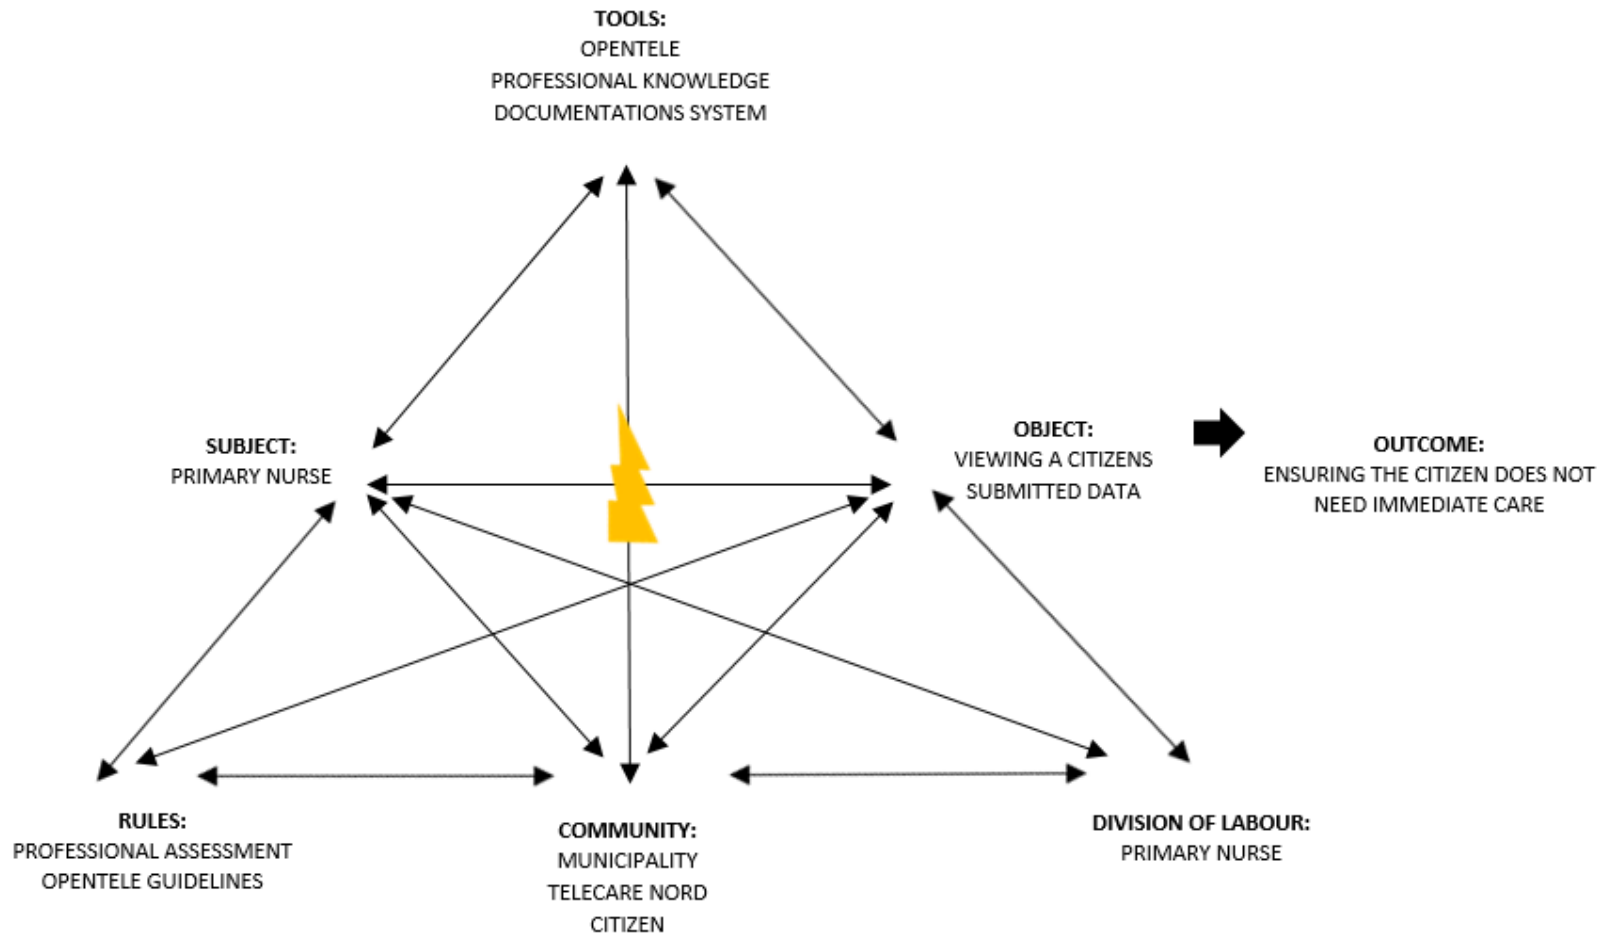 TOOLS:
OPENTELE
PROFESSIONAL KNOWLEDGE
DOCUMENTATIONS SYSTEM
SUBJECT:
PRIMARY NURSE
OBJECT:
VIEWING A CITIZENS
SUBMITTED DATA
OUTCOME:
ENSURING THE CITIZEN DOES NOT
NEED IMMEDIATE CARE
RULES:
PROFESSIONAL ASSESSMENT
OPENTELE GUIDELINES
COMMUNITY:
MUNICIPALITY
TELECARE NORD
CITIZEN
DIVISION OF LABOUR:
PRIMARY NURSE